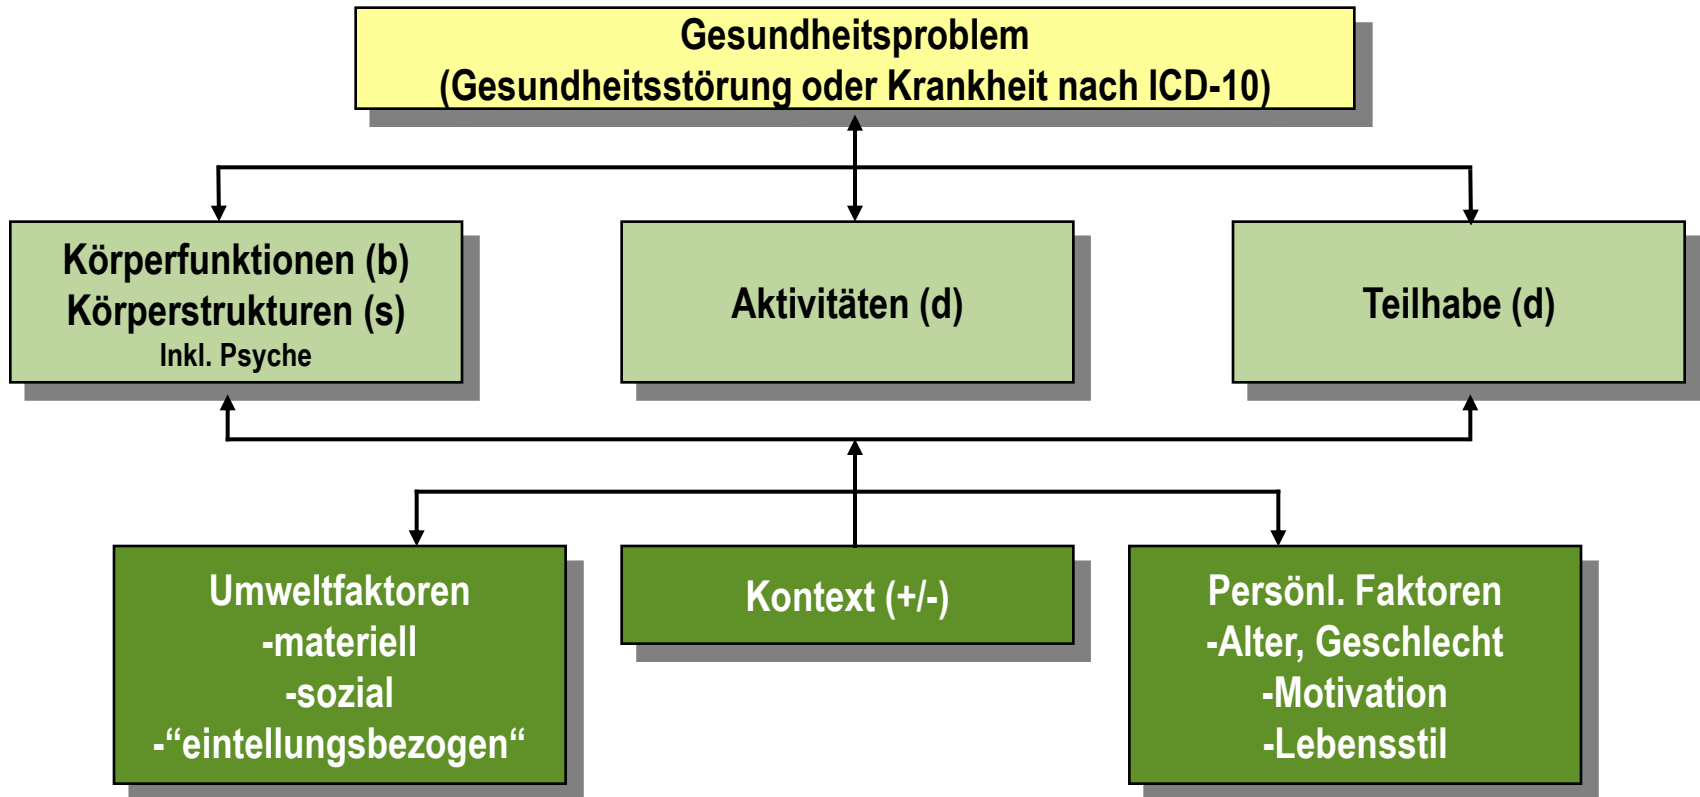 Gesundheitsproblem
(Gesundheitsstörung oder Krankheit nach ICD-10)
Körperfunktionen (b)
Körperstrukturen (s)
Inkl. Psyche
Aktivitäten (d)
Teilhabe (d)
Umweltfaktoren
-materiell
-sozial
-“eintellungsbezogen“
Kontext (+/-)
Persönl. Faktoren
-Alter, Geschlecht
-Motivation
-Lebensstil